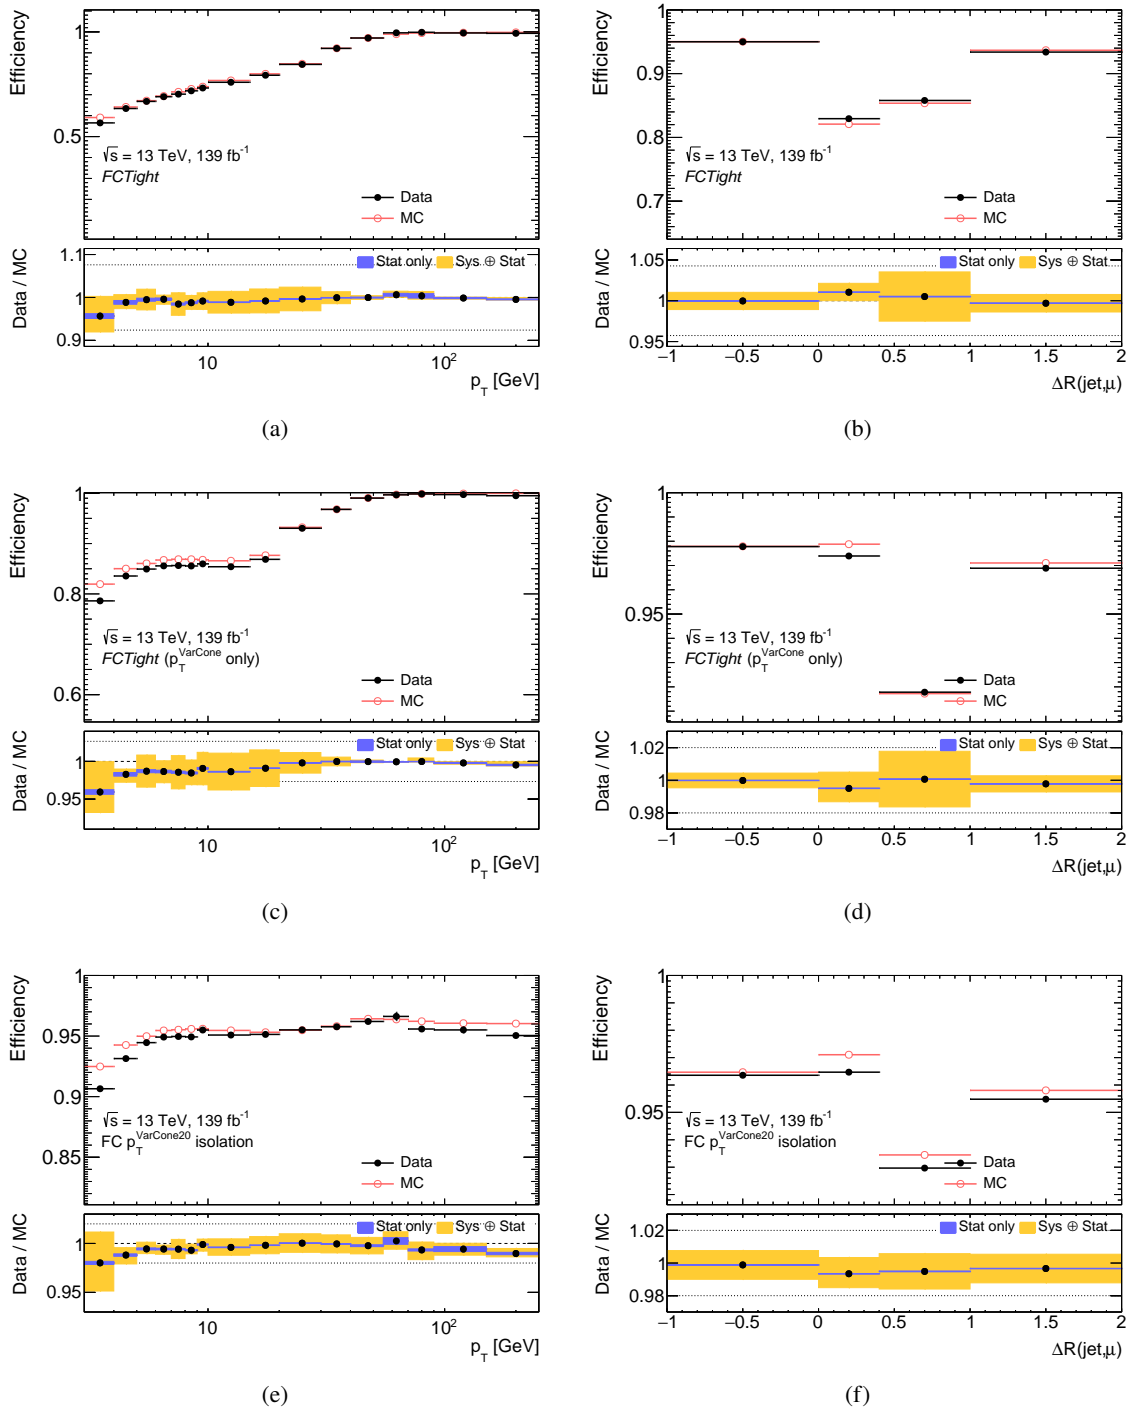 Efficiency
1
0.5
√s = 13 TeV, 139 fb-1
FCTight
Data
MC
Data / MC
1.1
1
0.9
Stat only
Sys ⊕ Stat
10
10²
pT [GeV]
(a)
Efficiency
0.9
0.8
0.7
√s = 13 TeV, 139 fb-1
FCTight
Data
MC
Data / MC
1.05
1
0.95
Stat only
Sys ⊕ Stat
−1 −0.5 0 0.5 1 1.5 2
ΔR(jet,μ)
(b)
Efficiency
1
0.8
0.6
√s = 13 TeV, 139 fb-1
FCTight (pT VarCone only)
Data
MC
Data / MC
1
0.95
Stat only
Sys ⊕ Stat
10
10²
pT [GeV]
(c)
Efficiency
1
0.95
√s = 13 TeV, 139 fb-1
FCTight (pT VarCone only)
Data
MC
Data / MC
1.02
1
0.98
Stat only
Sys ⊕ Stat
−1 −0.5 0 0.5 1 1.5 2
ΔR(jet,μ)
(d)
Efficiency
1
0.95
0.9
0.85
√s = 13 TeV, 139 fb-1
FC pT VarCone20 isolation
Data
MC
Data / MC
1
0.95
Stat only
Sys ⊕ Stat
10
10²
pT [GeV]
(e)
Efficiency
1
0.95
√s = 13 TeV, 139 fb-1
FC pT VarCone20 isolation
Data
MC
Data / MC
1.02
1
0.98
Stat only
Sys ⊕ Stat
−1 −0.5 0 0.5 1 1.5 2
ΔR(jet,μ)
(f)